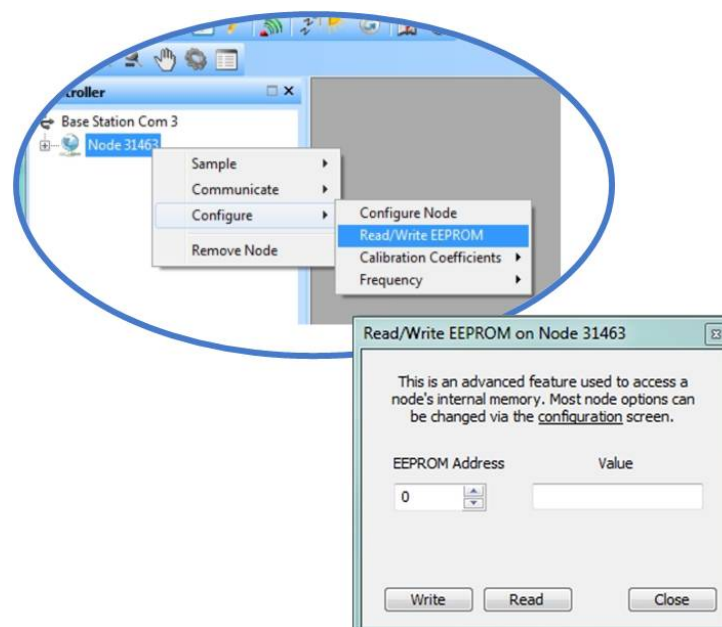 troller
Base Station Com 3
Node 31463
Sample
Communicate
Configure
Remove Node
Configure Node
Read/Write EEPROM
Calibration Coefficients
Frequency
Read/Write EEPROM on Node 31463
This is an advanced feature used to access a
node's internal memory. Most node options can
be changed via the configuration screen.
EEPROM Address Value
0
Write Read Close